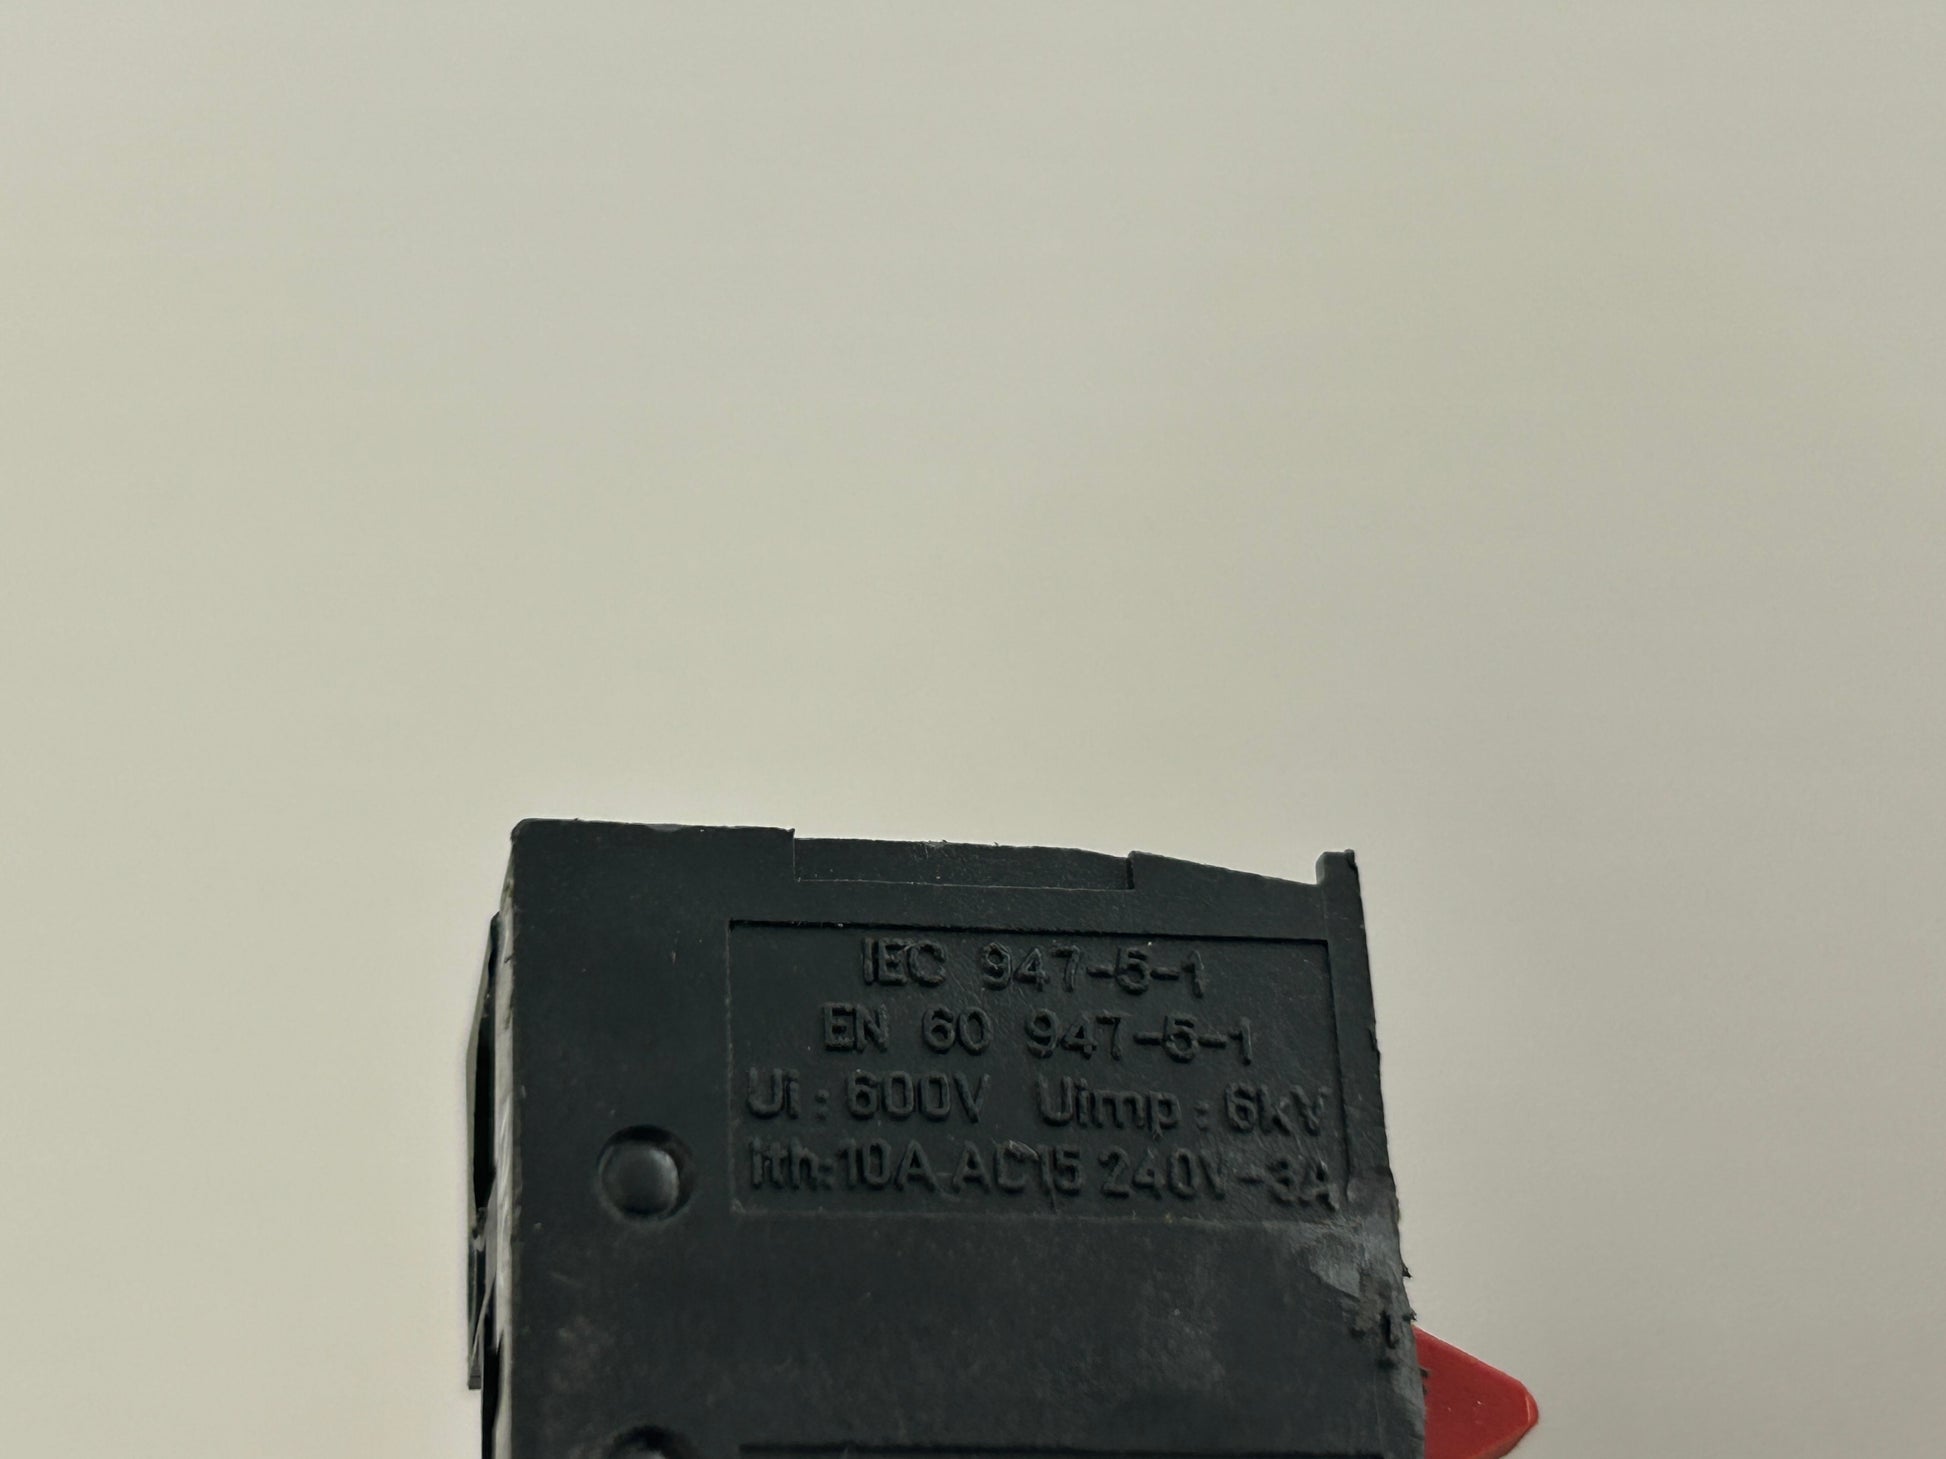 IEC 947-5-1
EN 60 947-5-1
Ui : 600V Uimp : 6kV
Ith:10A AC15 240V-3A